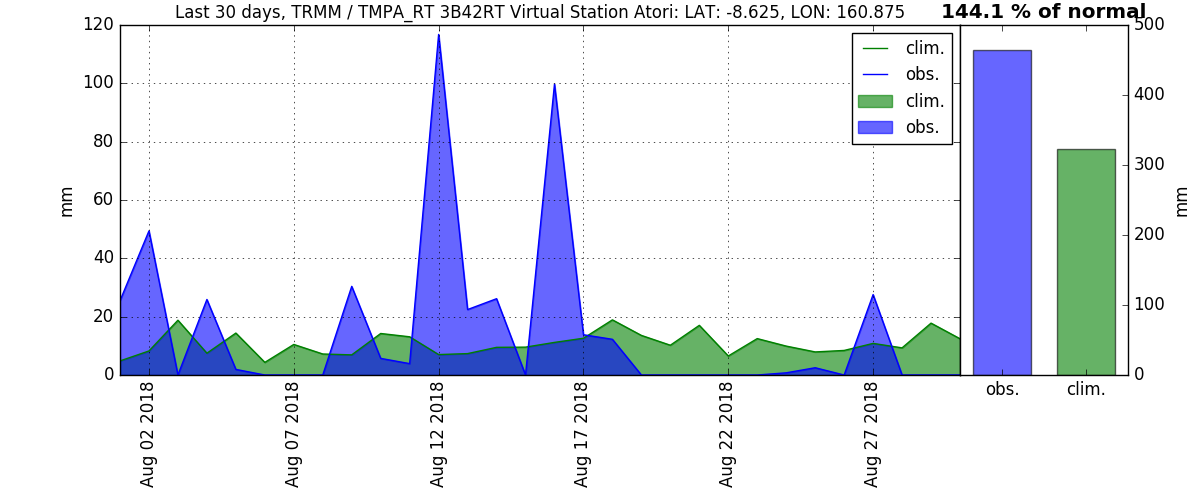 Last 30 days, TRMM / TMPA_RT 3B42RT Virtual Station Atori: LAT: -8.625, LON: 160.875
144.1 % of normal
120
100
80
60
40
20
0
mm
clim.
obs.
clim.
obs.
Aug 02 2018
Aug 07 2018
Aug 12 2018
Aug 17 2018
Aug 22 2018
Aug 27 2018
500
400
300
200
100
0
mm
obs.
clim.